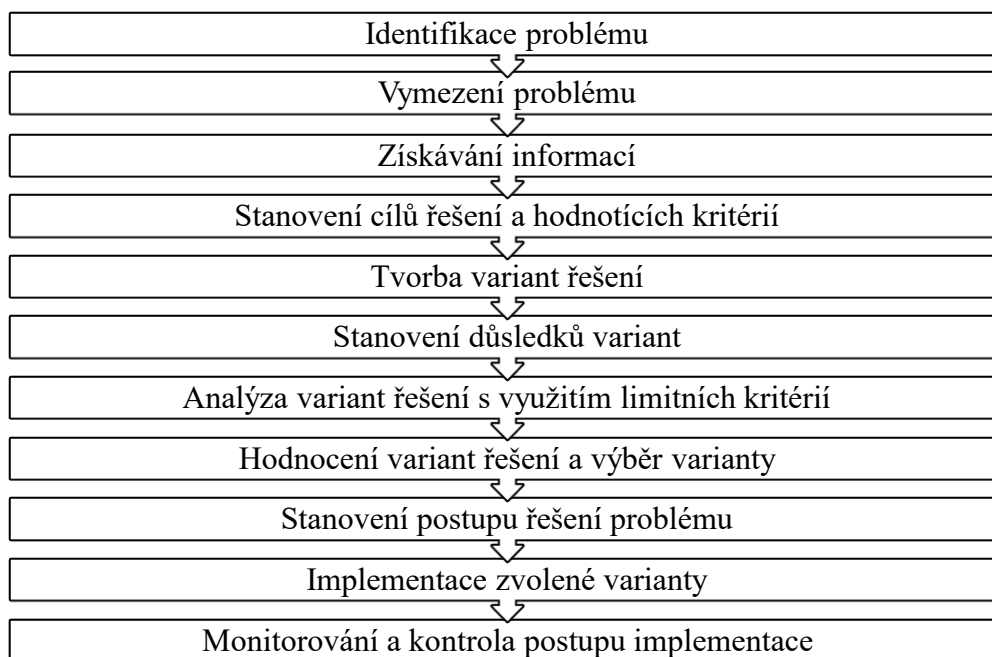 Identifikace problému
Vymezení problému
Získávání informací
Stanovení cílů řešení a hodnotících kritérií
Tvorba variant řešení
Stanovení důsledků variant
Analýza variant řešení s využitím limitních kritérií
Hodnocení variant řešení a výběr varianty
Stanovení postupu řešení problému
Implementace zvolené varianty
Monitorování a kontrola postupu implementace